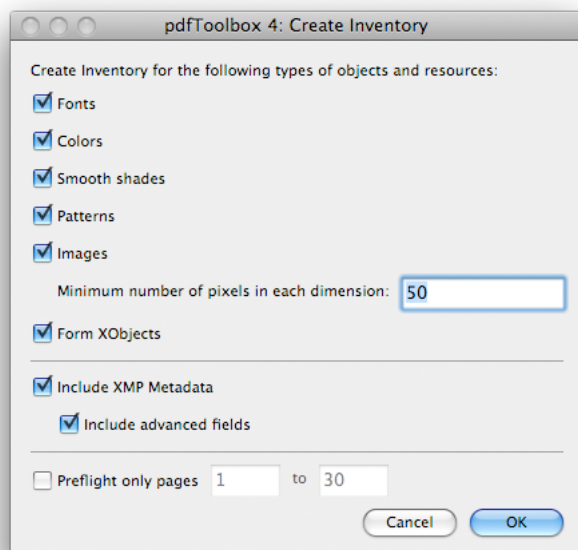 pdfToolbox 4: Create Inventory
Create Inventory for the following types of objects and resources:
Fonts
Colors
Smooth shades
Patterns
Images
Minimum number of pixels in each dimension: 50
Form XObjects
Include XMP Metadata
Include advanced fields
Preflight only pages 1 to 30
Cancel OK